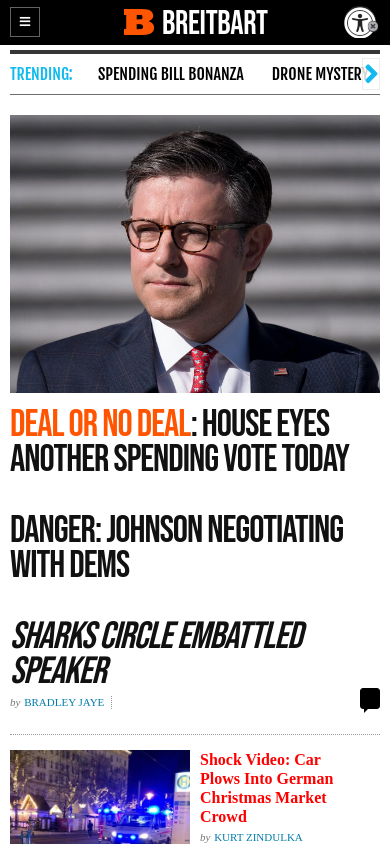 BREITBART
TRENDING: SPENDING BILL BONANZA DRONE MYSTER
DEAL OR NO DEAL: HOUSE EYES
ANOTHER SPENDING VOTE TODAY
DANGER: JOHNSON NEGOTIATING
WITH DEMS
SHARKS CIRCLE EMBATTLED
SPEAKER
by BRADLEY JAYE
Shock Video: Car
Plows Into German
Christmas Market
Crowd
by KURT ZINDULKA